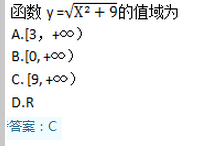 函数 y =√X² + 9的值域为
A.[3，+∞）
B.[0, +∞）
C. [9, +∞）
D.R
答案：C